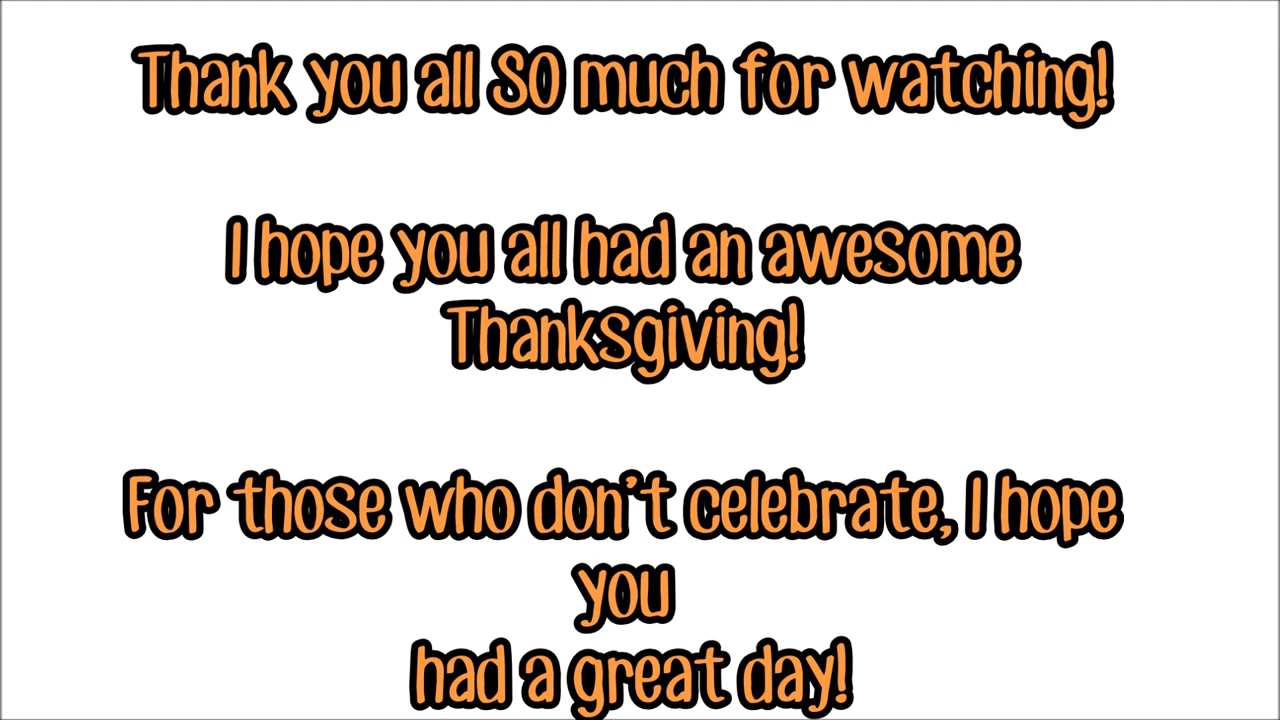 Thank you all SO much for watching!
I hope you all had an awesome
Thanksgiving!
For those who don't celebrate, I hope
you
had a great day!